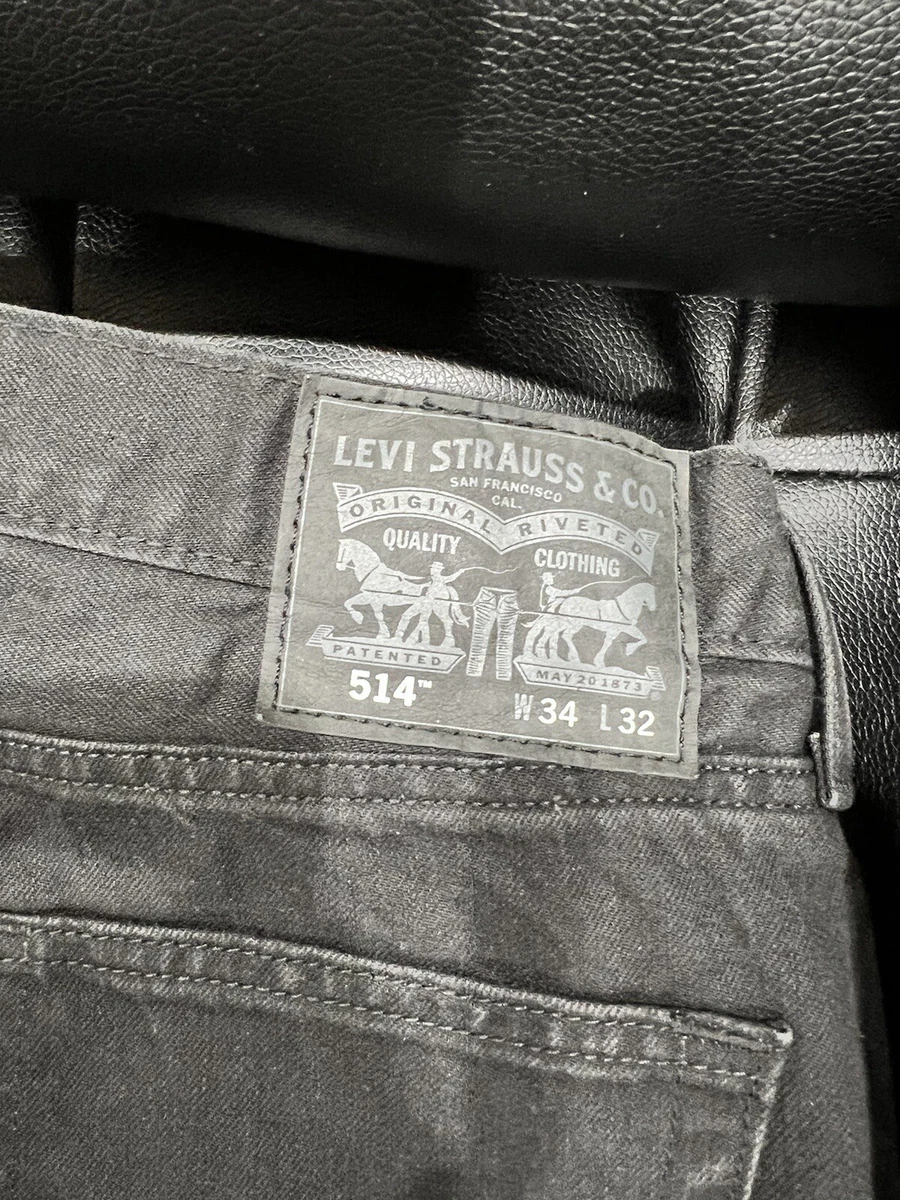 LEVI STRAUSS & CO.
SAN FRANCISCO
CAL.
ORIGINAL RIVETED
QUALITY CLOTHING
PATENTED MAY 20 1873
514™ W34 L32